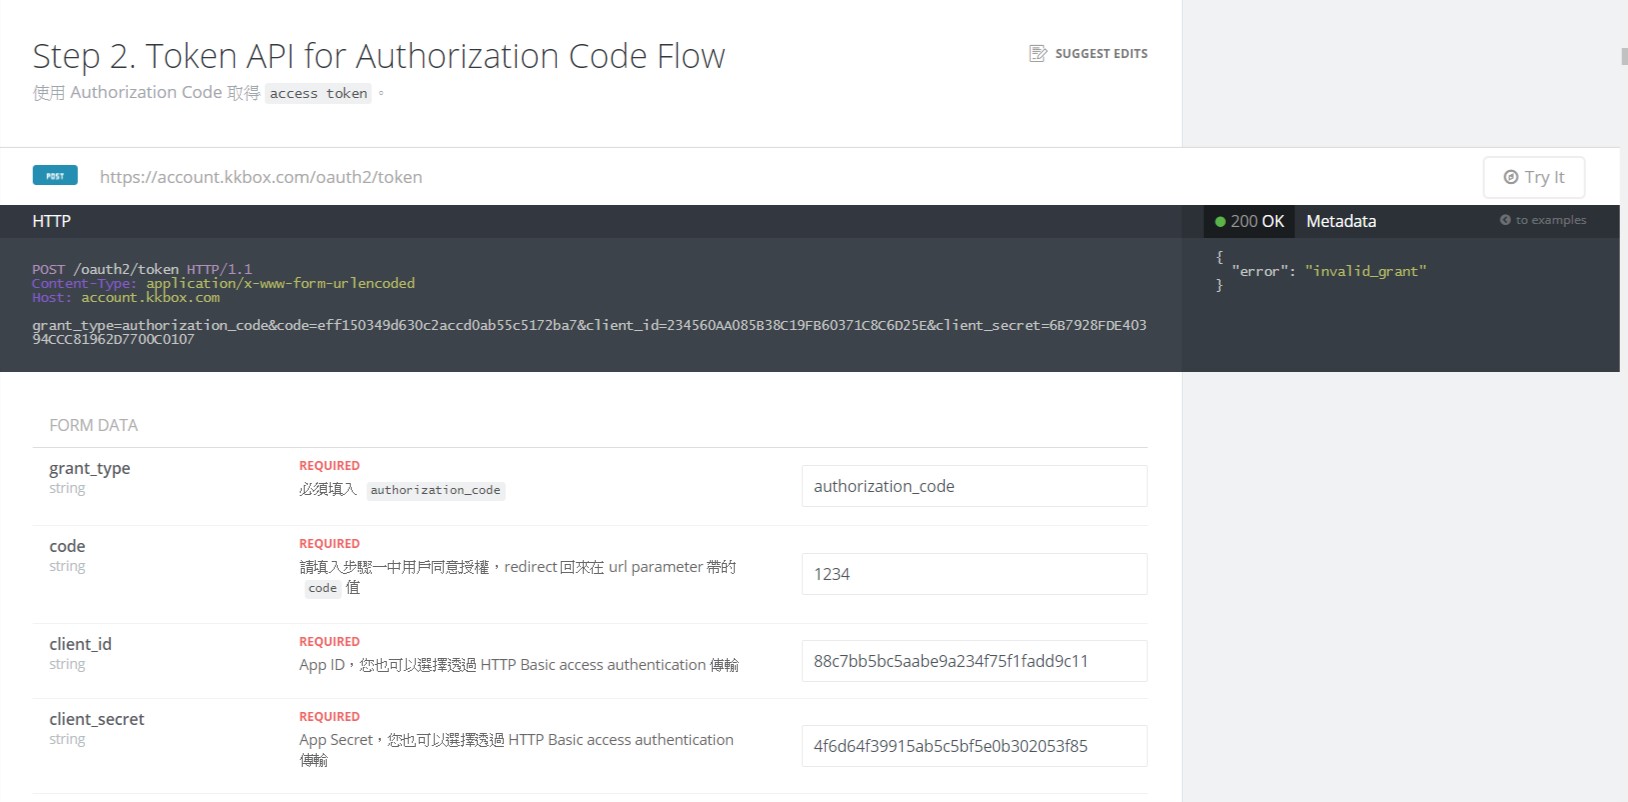 Step 2. Token API for Authorization Code Flow
SUGGEST EDITS
使用 Authorization Code 取得 access token 。
POST https://account.kkbox.com/oauth2/token
Try It
HTTP
200 OK Metadata
to examples
POST /oauth2/token HTTP/1.1
Content-Type: application/x-www-form-urlencoded
Host: account.kkbox.com
grant_type=authorization_code&code=eff150349d630c2accd0ab55c5172ba7&client_id=234560AA085B38C19FB60371C8C6D25E&client_secret=6B7928FDE403
94CCC81962D7700C0107
{
"error": "invalid_grant"
}
FORM DATA
grant_type
string
REQUIRED
必須填入 authorization_code
authorization_code
code
string
REQUIRED
請填入步驟一中用戶同意授權，redirect 回來在 url parameter 帶的
code 值
1234
client_id
string
REQUIRED
App ID，您也可以選擇透過 HTTP Basic access authentication 傳輸
88c7bb5bc5aabe9a234f75f1fadd9c11
client_secret
string
REQUIRED
App Secret，您也可以選擇透過 HTTP Basic access authentication
傳輸
4f6d64f39915ab5c5bf5e0b302053f85